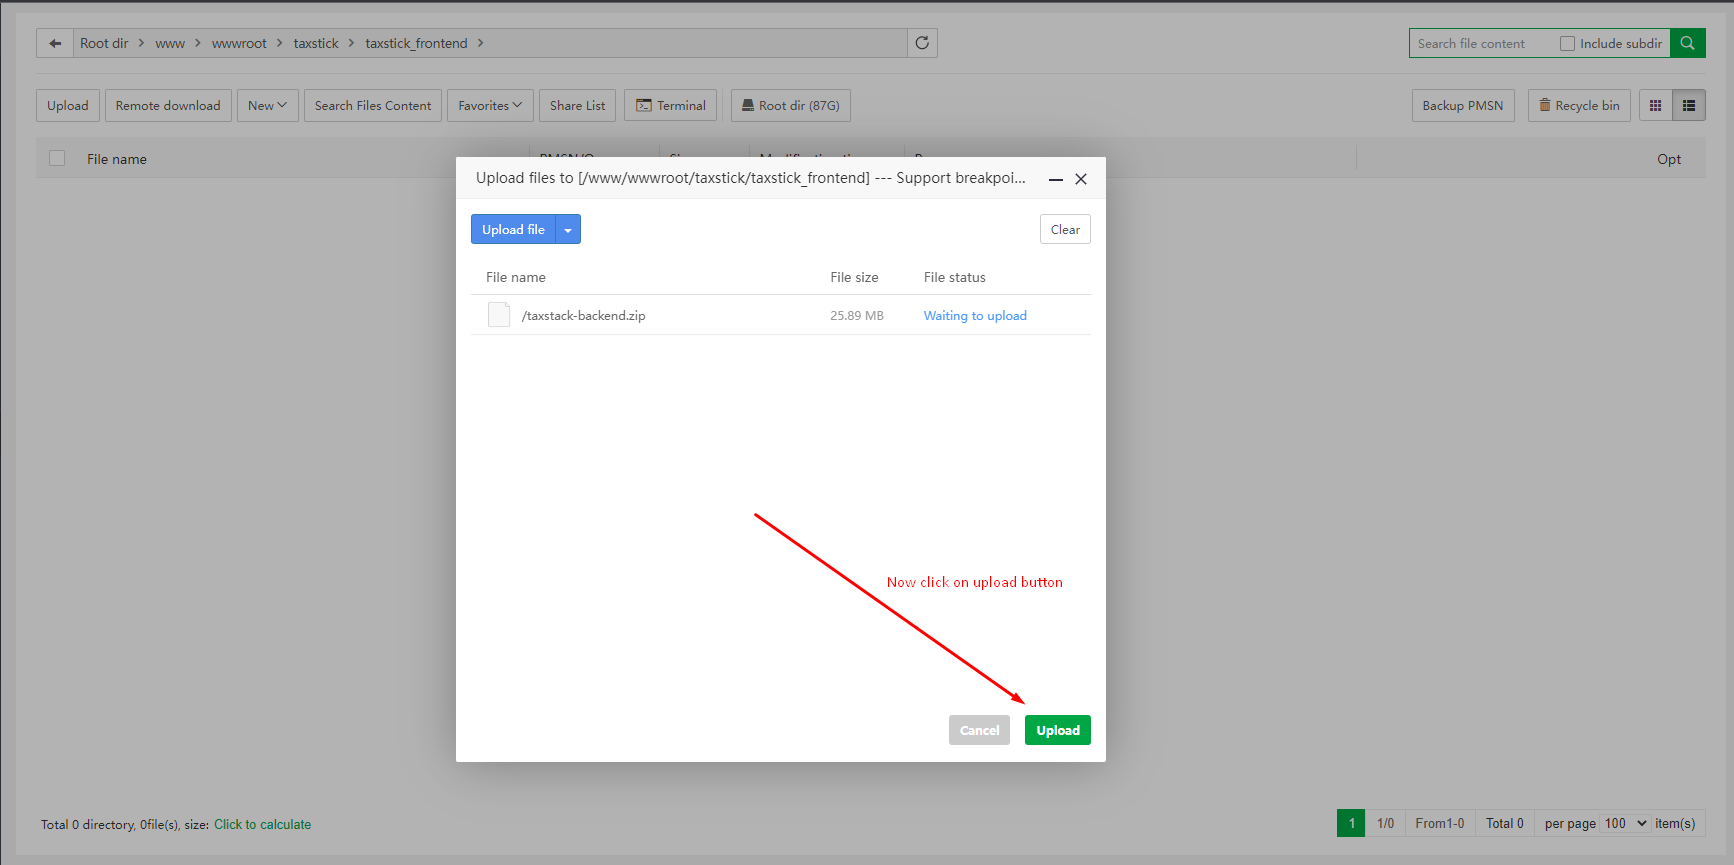 Root dir > www > wwwroot > taxstick > taxstick_frontend >
Search file content Include subdir
Upload Remote download New Search Files Content Favorites Share List Terminal Root dir (87G) Backup PMSN Recycle bin
File name Opt
Upload files to [/www/wwwroot/taxstick/taxstick_frontend] --- Support breakpoi...
Upload file Clear
File name File size File status
/taxstack-backend.zip 25.89 MB Waiting to upload
Now click on upload button
Cancel Upload
Total 0 directory, 0file(s), size: Click to calculate
1 1/0 From1-0 Total 0 per page 100 item(s)